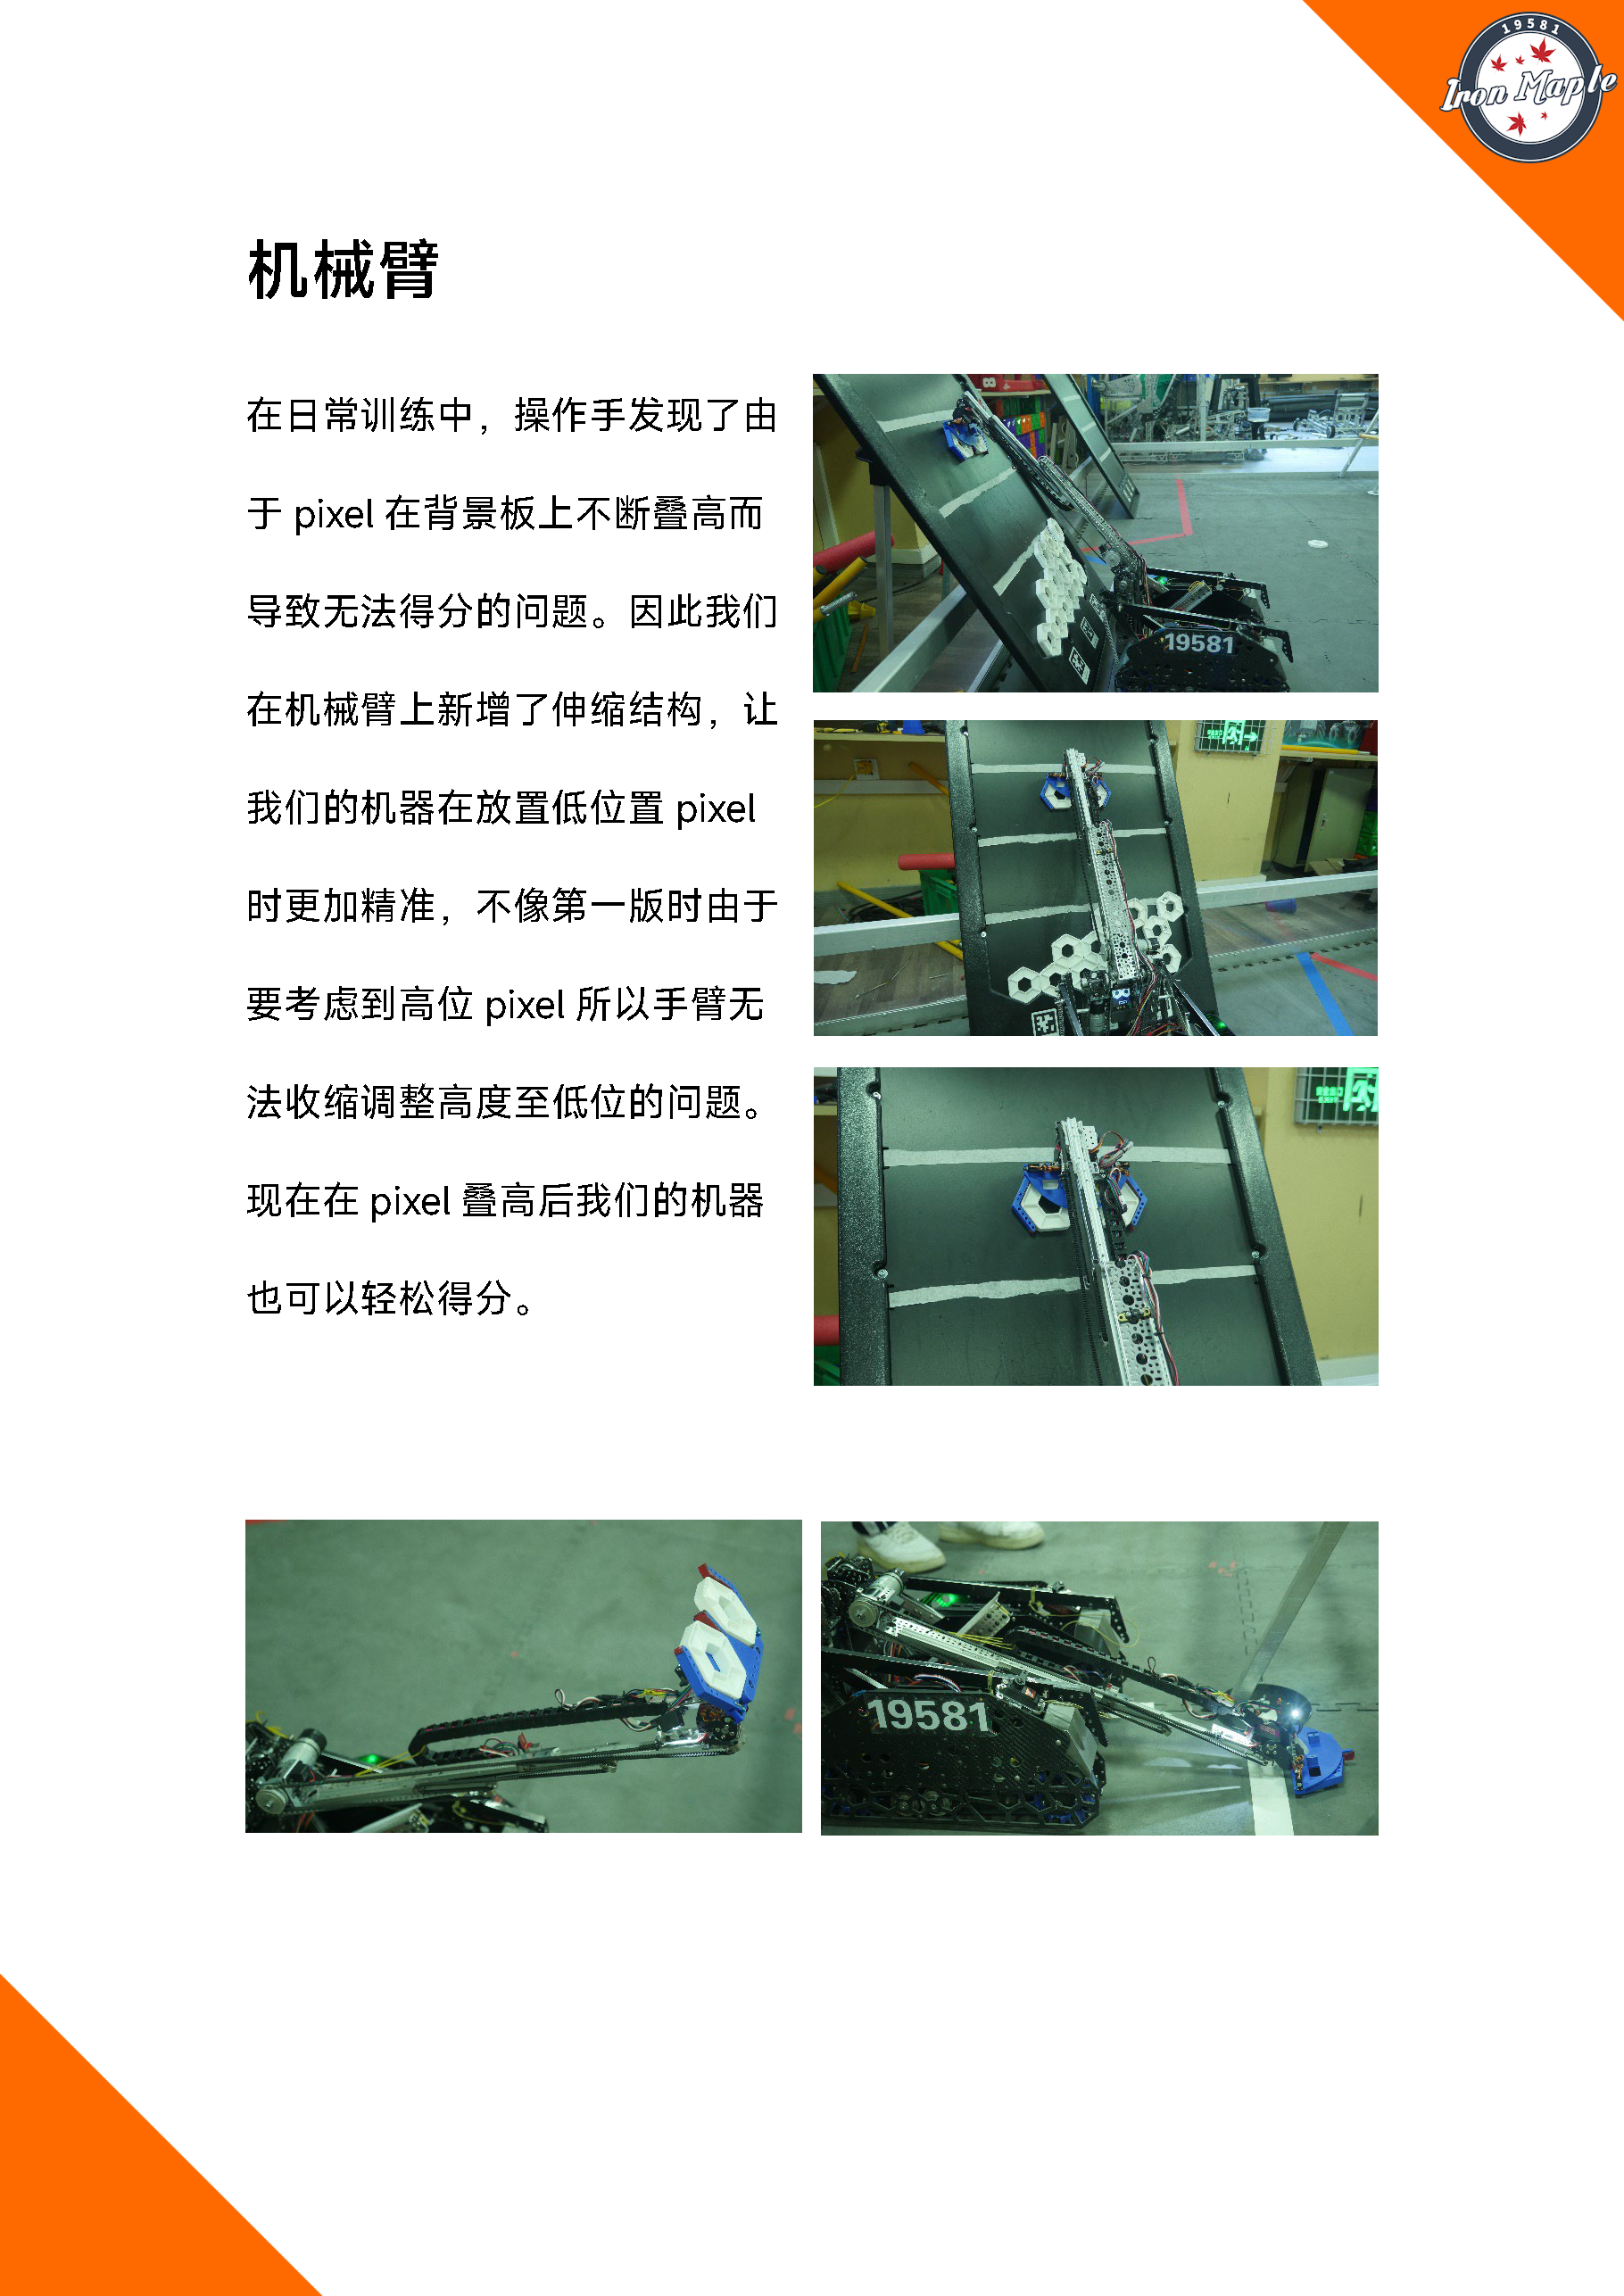 19581
Iron Maple
机械臂
在日常训练中，操作手发现了由
于 pixel 在背景板上不断叠高而
导致无法得分的问题。因此我们
在机械臂上新增了伸缩结构，让
我们的机器在放置低位置 pixel
时更加精准，不像第一版时由于
要考虑到高位 pixel 所以手臂无
法收缩调整高度至低位的问题。
现在在 pixel 叠高后我们的机器
也可以轻松得分。
19581
19581